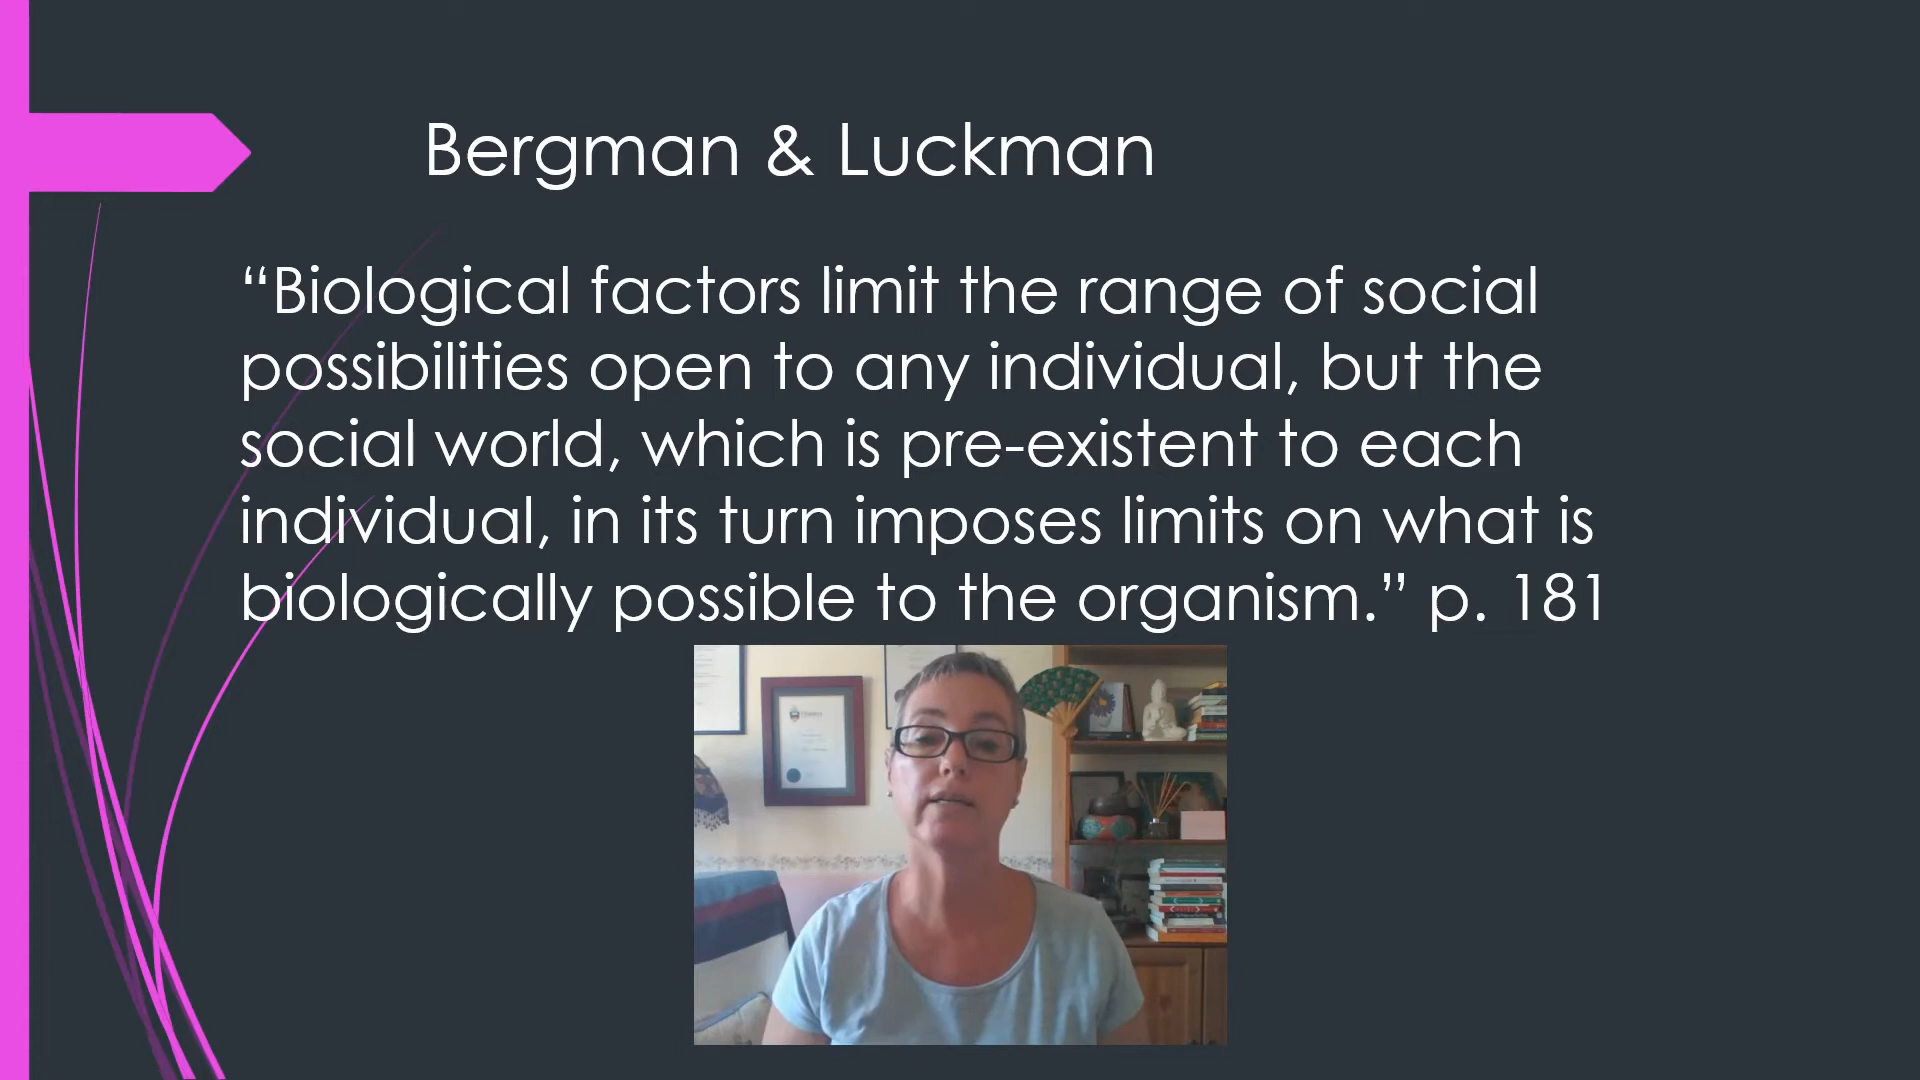 Bergman & Luckman
“Biological factors limit the range of social
possibilities open to any individual, but the
social world, which is pre-existent to each
individual, in its turn imposes limits on what is
biologically possible to the organism.” p. 181